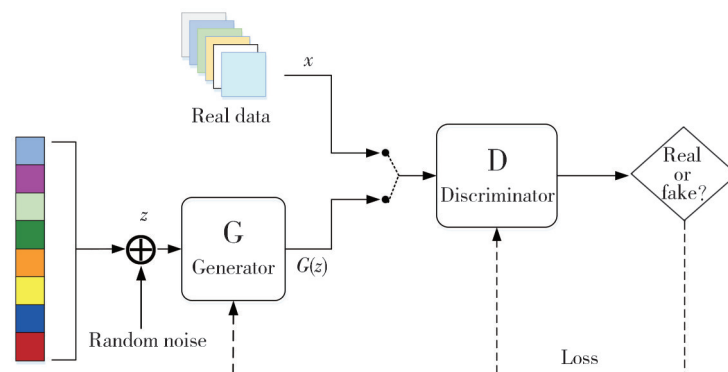 x
Real data
D
Discriminator
Real
or
fake?
z
G
Generator
G(z)
Random noise
Loss